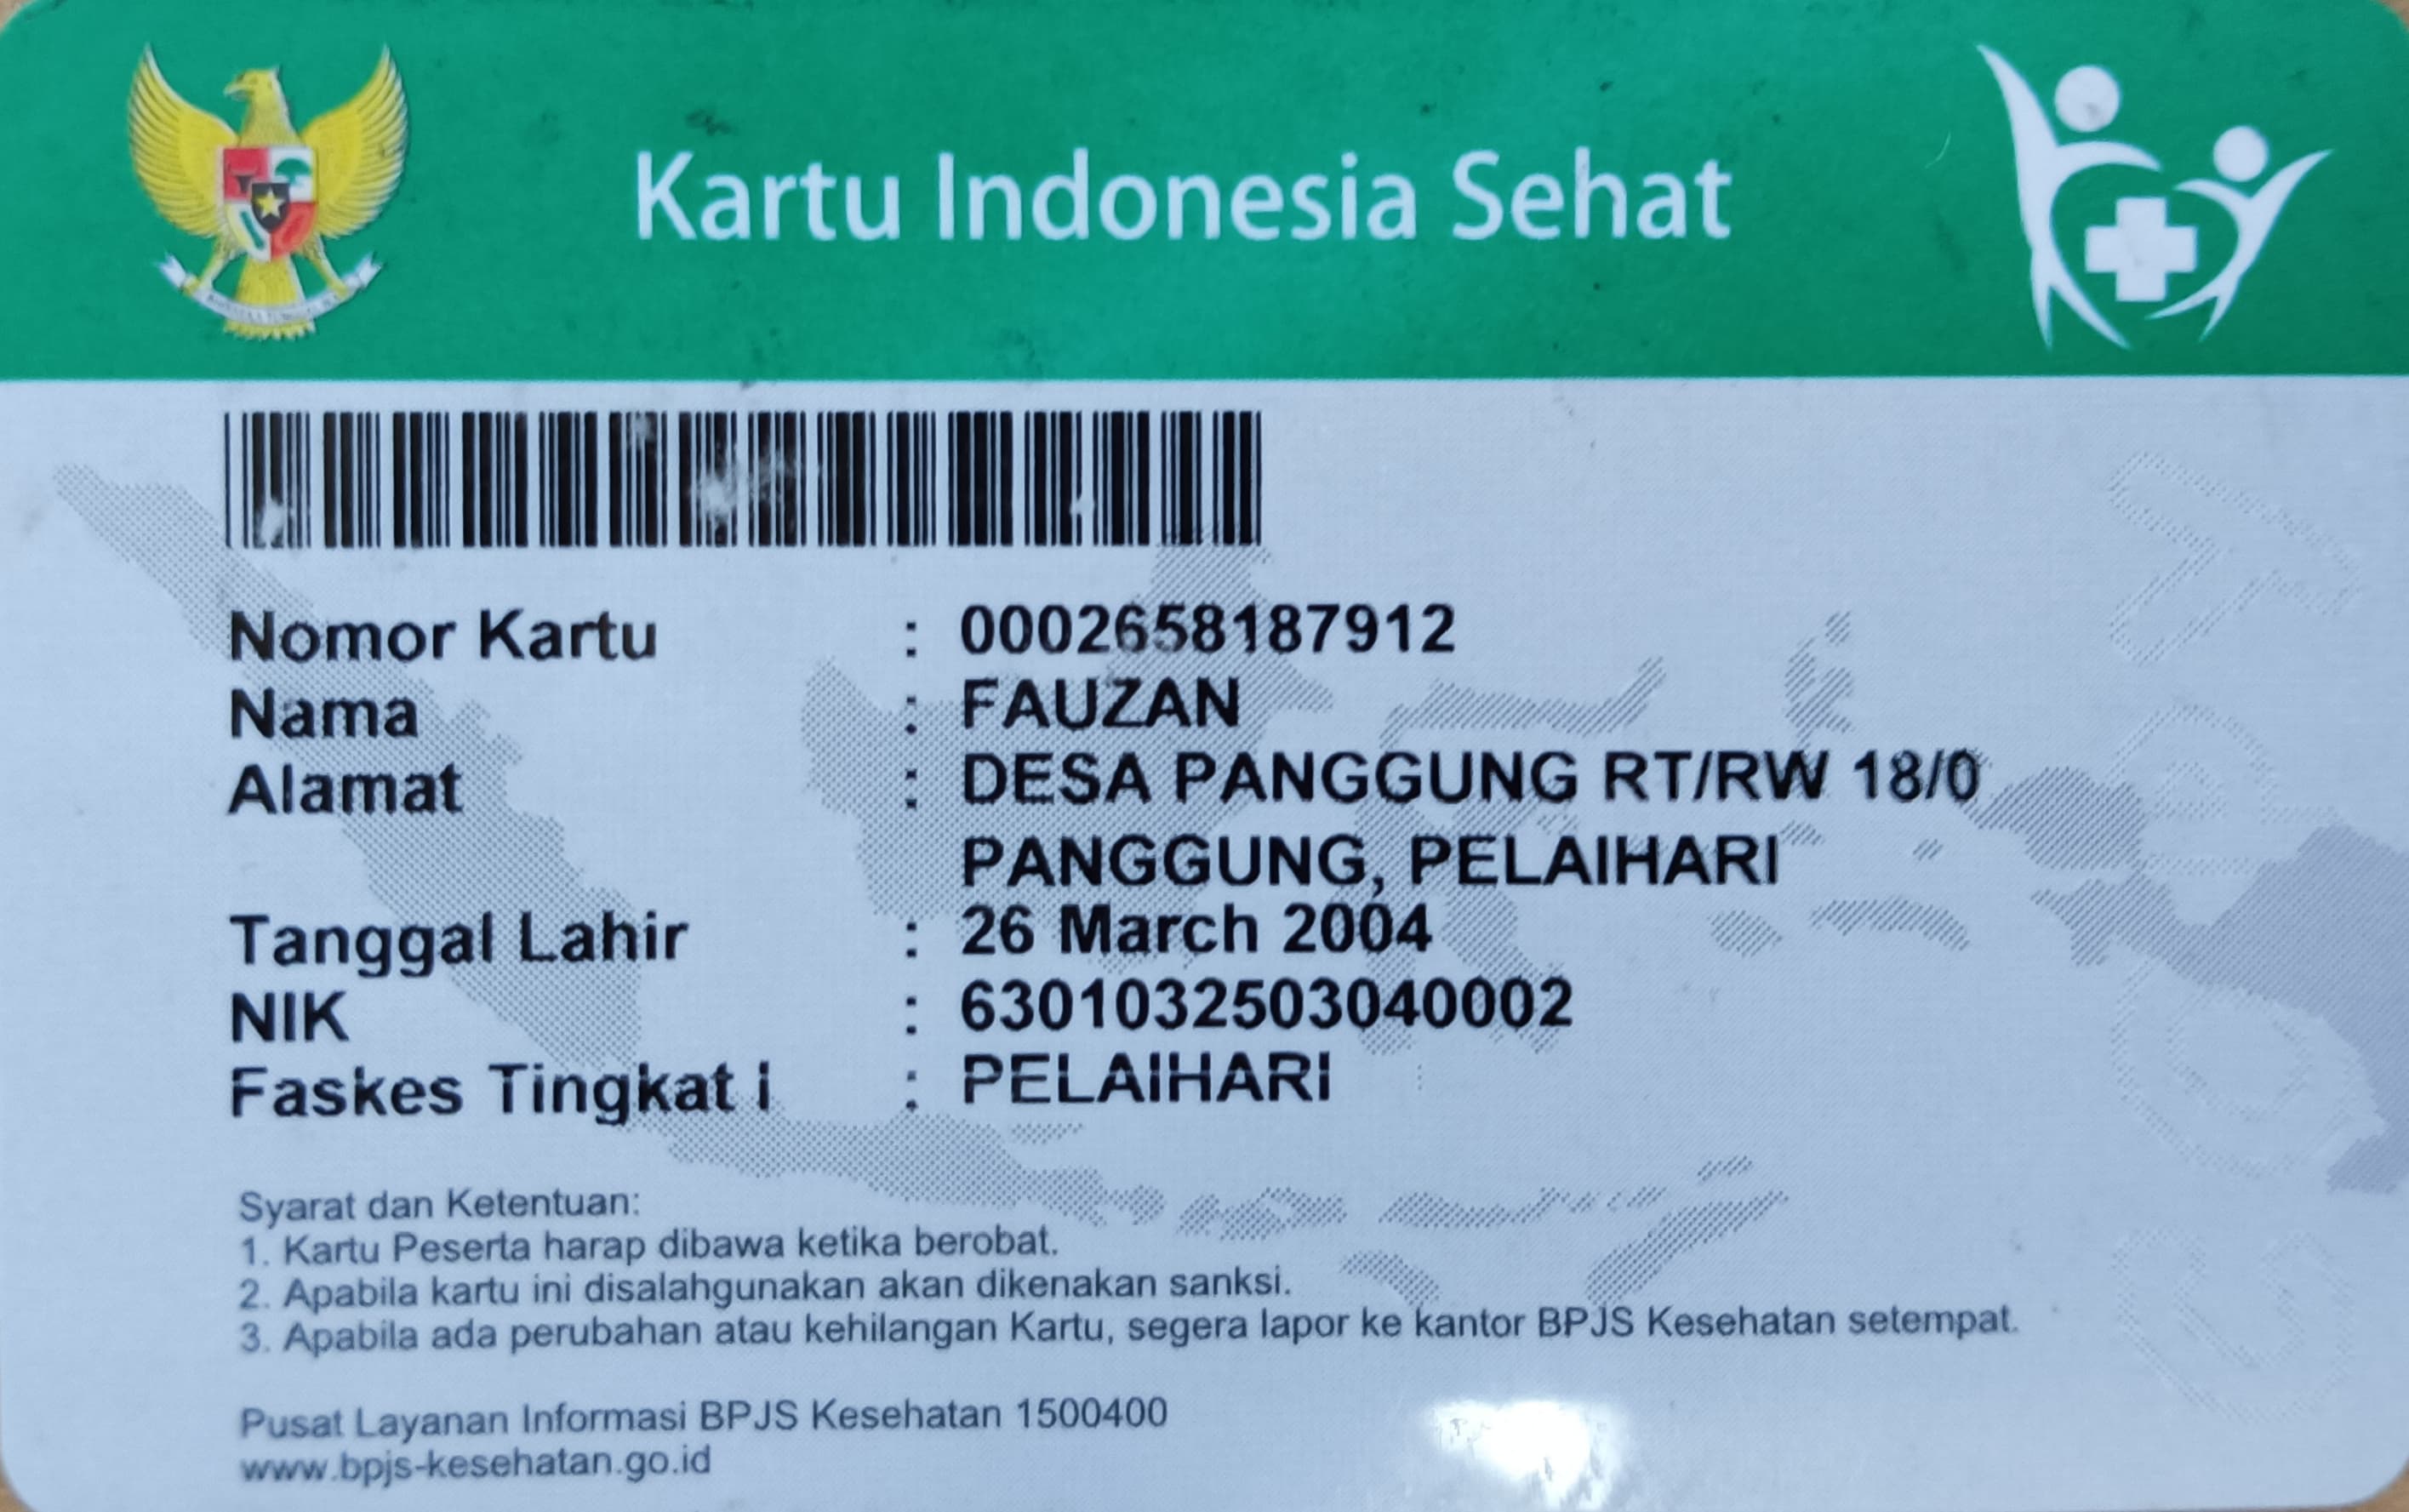 Kartu Indonesia Sehat
Nomor Kartu : 0002658187912
Nama : FAUZAN
Alamat : DESA PANGGUNG RT/RW 18/0
PANGGUNG, PELAIHARI
Tanggal Lahir : 26 March 2004
NIK : 6301032503040002
Faskes Tingkat I : PELAIHARI
Syarat dan Ketentuan:
1. Kartu Peserta harap dibawa ketika berobat.
2. Apabila kartu ini disalahgunakan akan dikenakan sanksi.
3. Apabila ada perubahan atau kehilangan Kartu, segera lapor ke kantor BPJS Kesehatan setempat.
Pusat Layanan Informasi BPJS Kesehatan 1500400
www.bpjs-kesehatan.go.id